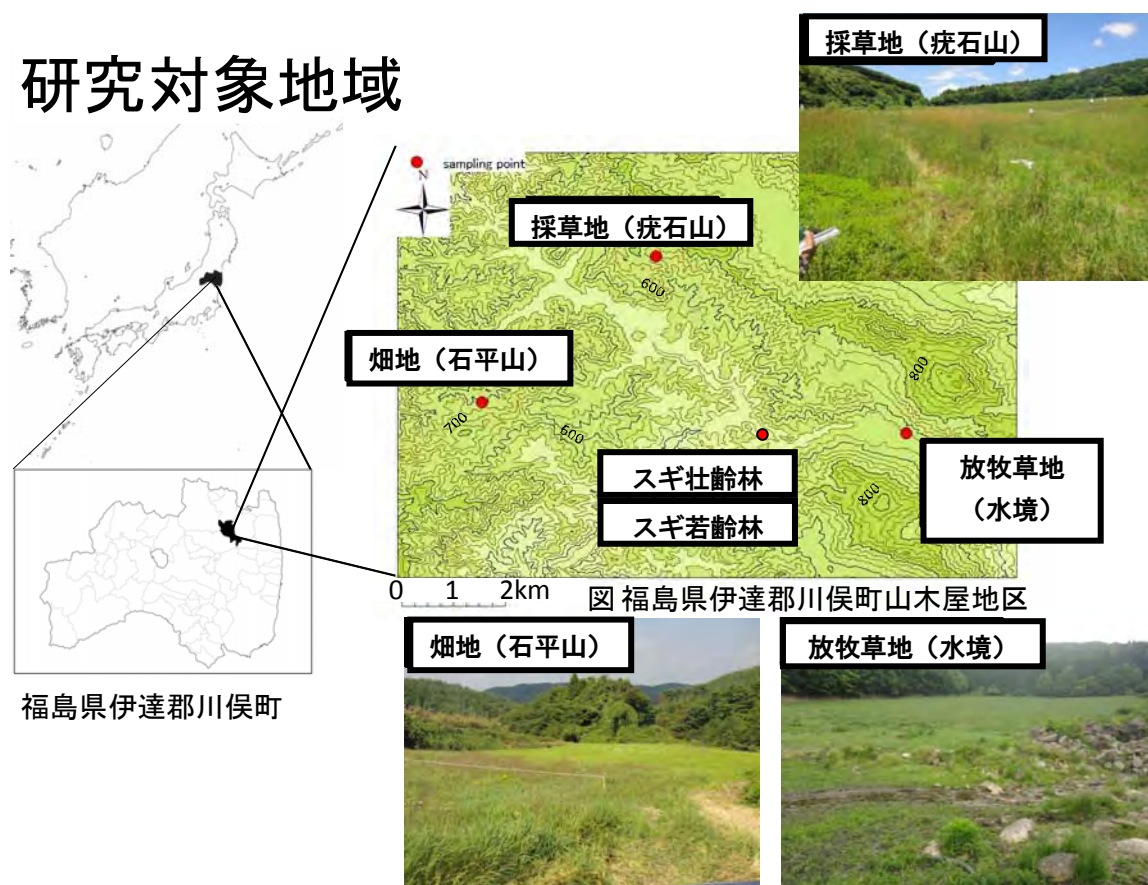 研究対象地域
採草地（疣石山）
sampling point
N
採草地（疣石山）
600
畑地（石平山）
800
700
600
スギ壮齢林
スギ若齢林
800
放牧草地
（水境）
0 1 2km
図 福島県伊達郡川俣町山木屋地区
福島県伊達郡川俣町
畑地（石平山）
放牧草地（水境）